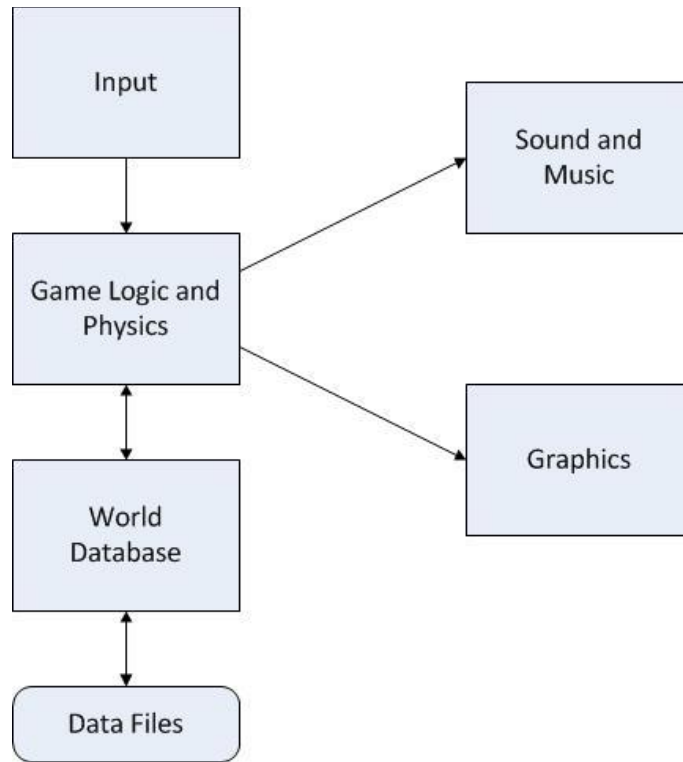 Input
Sound and
Music
Game Logic and
Physics
Graphics
World
Database
Data Files